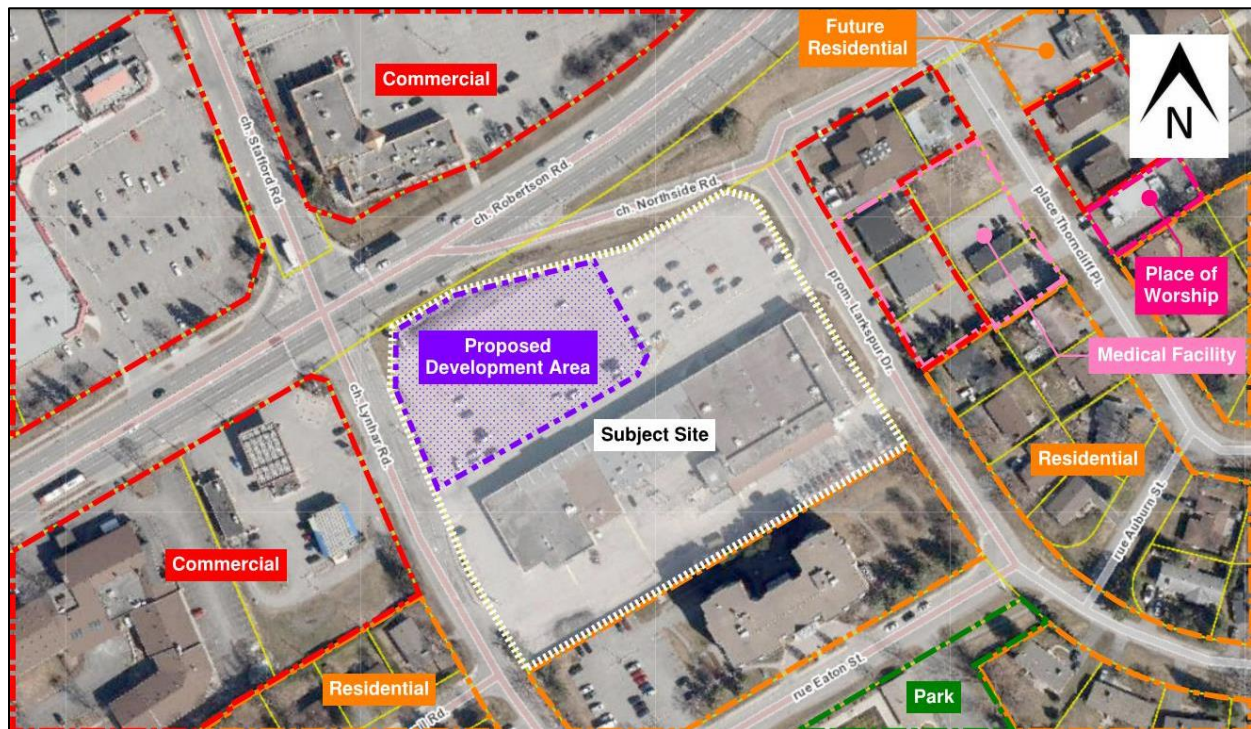 Future
Residential
Commercial
N
ch. Stafford Rd.
ch. Robertson Rd.
ch. Northside Rd.
place Thorncliff Pl.
Place of
Worship
prom. Larkspur Dr.
Proposed
Development Area
Medical Facility
ch. Lynhar Rd.
Subject Site
Residential
rue Auburn St.
Commercial
Residential
rue Eaton St.
Park
ll Rd.